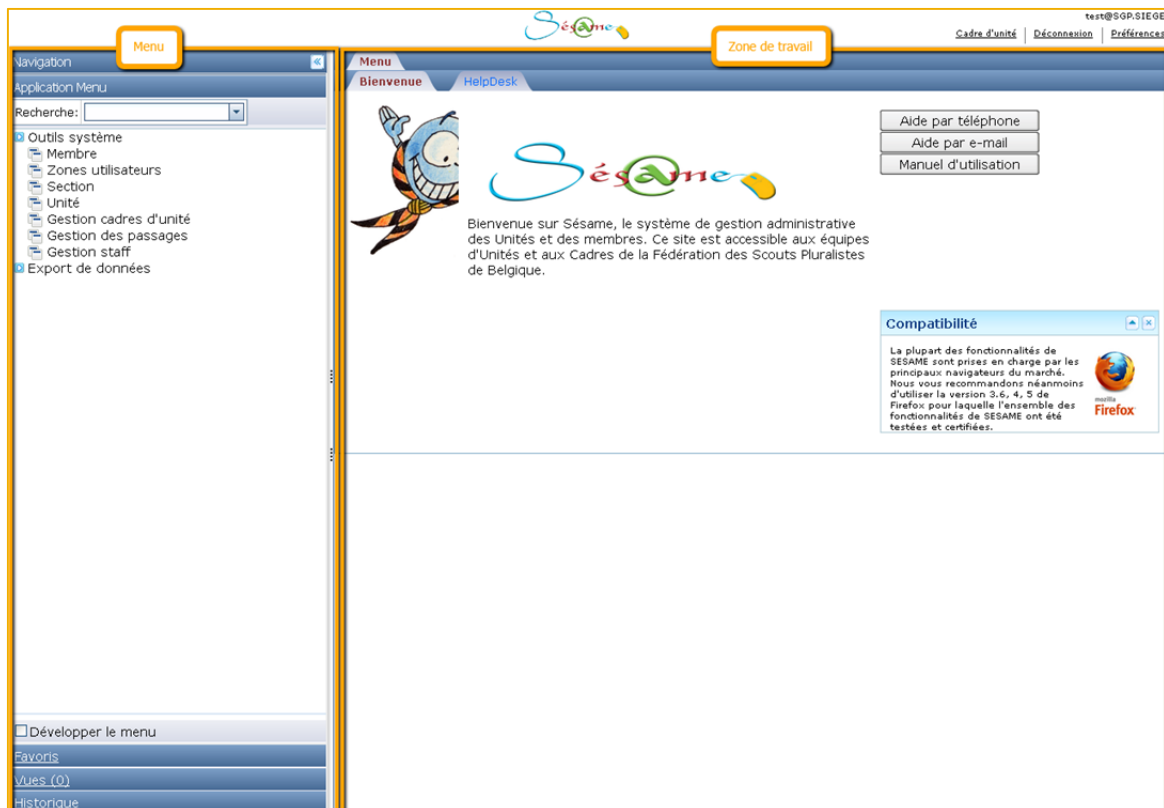 Sés@me
test@SGP.SIEGE
Cadre d'unité
Déconnexion
Préférences
Menu
Zone de travail
Navigation
Application Menu
Recherche:
Outils système
Membre
Zones utilisateurs
Section
Unité
Gestion cadres d'unité
Gestion des passages
Gestion staff
Export de données
Développer le menu
Favoris
Vues (0)
Historique
Menu
Bienvenue
HelpDesk
Sés@me
Bienvenue sur Sésame, le système de gestion administrative
des Unités et des membres. Ce site est accessible aux équipes
d'Unités et aux Cadres de la Fédération des Scouts Pluralistes
de Belgique.
Aide par téléphone
Aide par e-mail
Manuel d'utilisation
Compatibilité
La plupart des fonctionnalités de
SESAME sont prises en charge par les
principaux navigateurs du marché.
Nous vous recommandons néanmoins
d'utiliser la version 3.6, 4, 5 de
Firefox pour laquelle l'ensemble des
fonctionnalités de SESAME ont été
testées et certifiées.
mozilla
Firefox